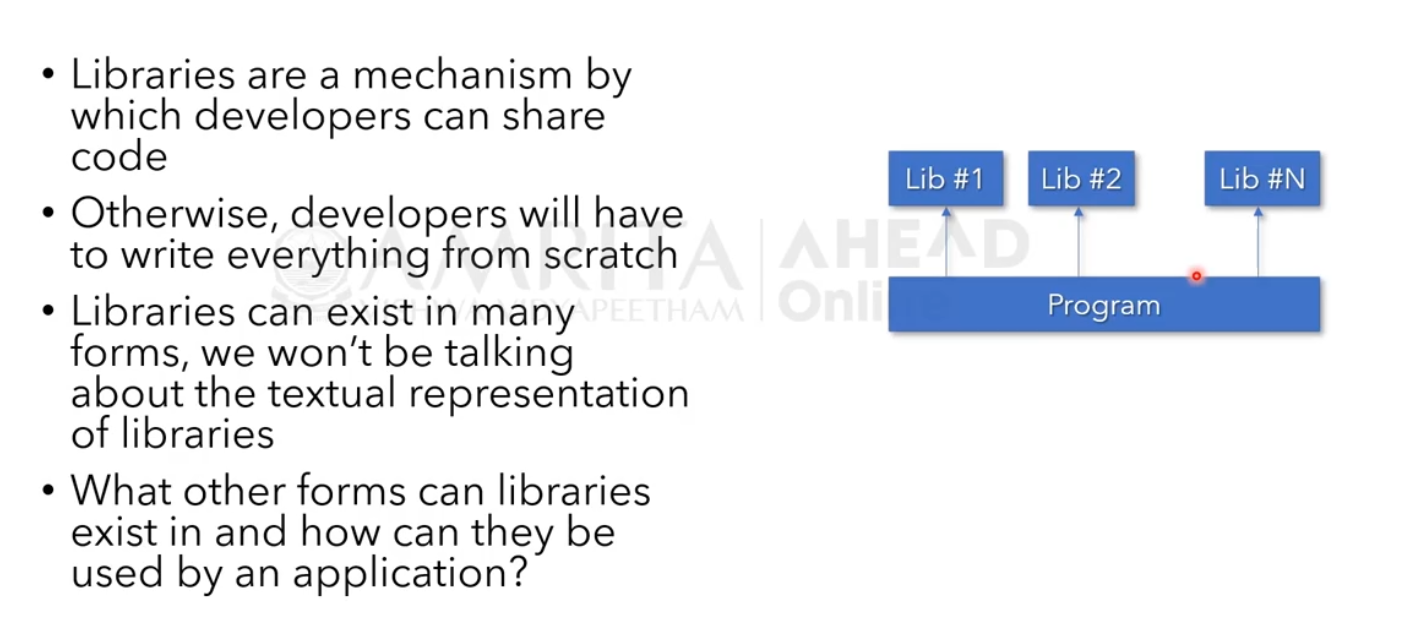 • Libraries are a mechanism by
which developers can share
code
• Otherwise, developers will have
to write everything from scratch
• Libraries can exist in many
forms, we won't be talking
about the textual representation
of libraries
• What other forms can libraries
exist in and how can they be
used by an application?
Lib #1
Lib #2
Lib #N
Program
AMRITA
VISHWA VIDYAPEETHAM
AHEAD
Online